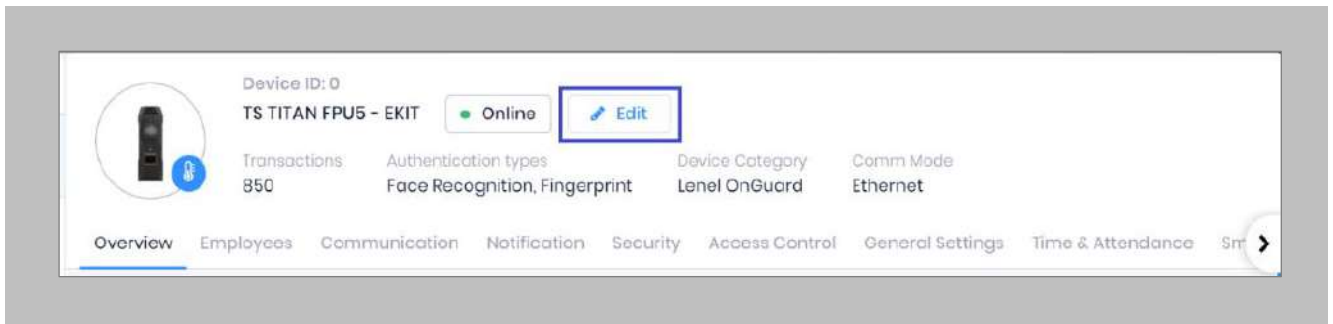 Device ID: 0
TS TITAN FPU5 - EKIT Online Edit
Transactions Authentication types Device Category Comm Mode
850 Face Recognition, Fingerprint Lenel OnGuard Ethernet
Overview Employees Communication Notification Security Access Control General Settings Time & Attendance Sm